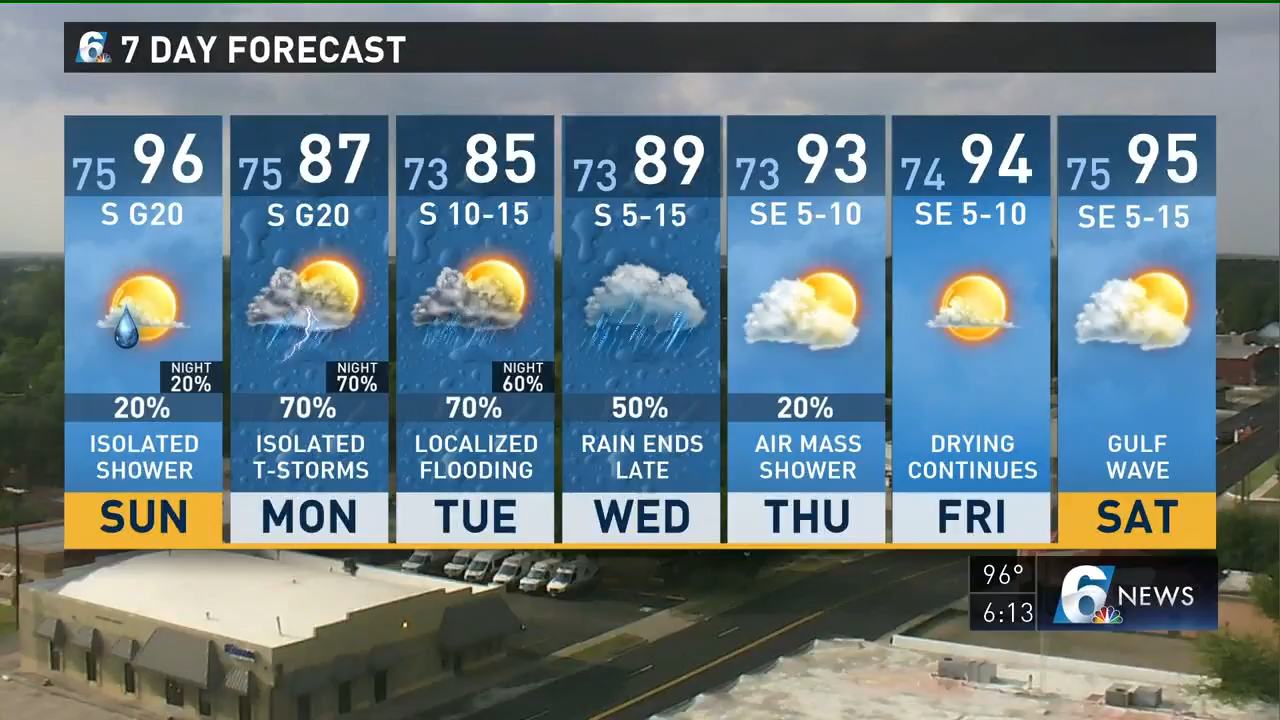 6 7 DAY FORECAST
75 96
S G20
NIGHT
20%
20%
ISOLATED
SHOWER
SUN
75 87
S G20
NIGHT
70%
70%
ISOLATED
T-STORMS
MON
73 85
S 10-15
NIGHT
60%
70%
LOCALIZED
FLOODING
TUE
73 89
S 5-15
50%
RAIN ENDS
LATE
WED
73 93
SE 5-10
20%
AIR MASS
SHOWER
THU
74 94
SE 5-10
DRYING
CONTINUES
FRI
75 95
SE 5-15
GULF
WAVE
SAT
96°
6:13
6 NEWS